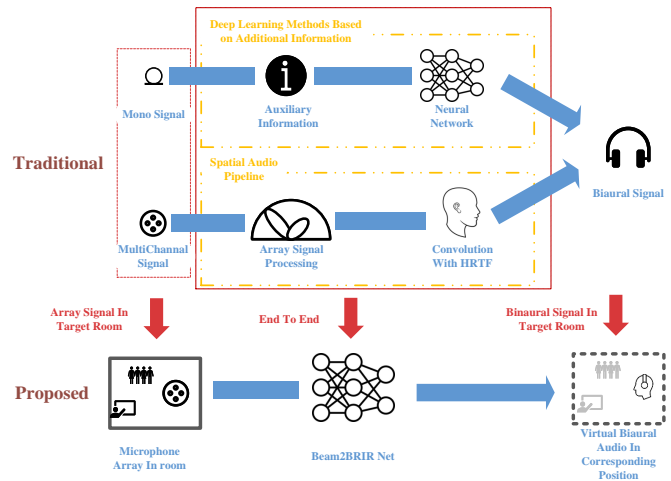 Deep Learning Methods Based
on Additional Information
Mono Signal
Auxiliary
Information
Neural
Network
Traditional
Spatial Audio
Pipeline
Biaural Signal
MultiChannal
Signal
Array Signal
Processing
Convolution
With HRTF
Array Signal In
Target Room
End To End
Binaural Signal In
Target Room
Proposed
Microphone
Array In room
Beam2BRIR Net
Virtual Biaural
Audio In
Corresponding
Position